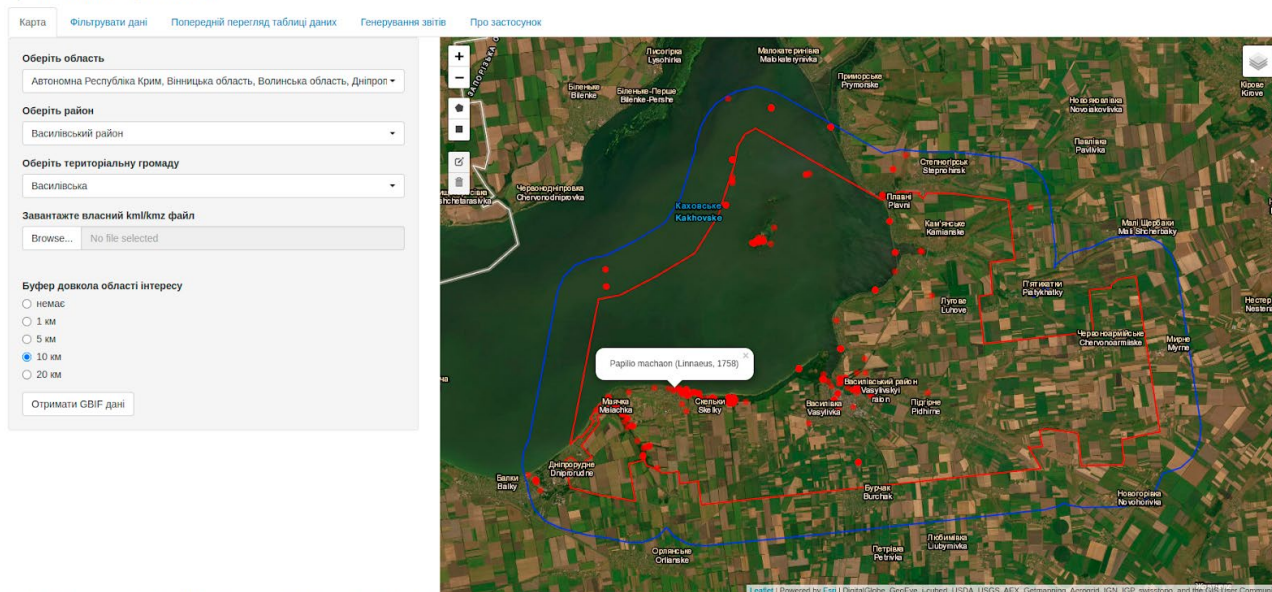 Карта
Фільтрувати дані
Попередній перегляд таблиці даних
Генерування звітів
Про застосунок
Оберіть область
Автономна Республіка Крим, Вінницька область, Волинська область, Дніпроп
Оберіть район
Василівський район
Оберіть територіальну громаду
Василівська
Завантажте власний kml/kmz файл
Browse...
No file selected
Буфер довкола області інтересу
немає
1 км
5 км
10 км
20 км
Отримати GBIF дані
+
−
Лисогірка
Lysohirka
Малокатеринівка
Malokaterynivka
Біленьке
Bilenke
Біленьке-Перше
Bilenke-Pershe
Приморське
Prymorske
Кірове
Kirove
Новояковлівка
Novoiakovlivka
Павлівка
Pavlivka
Степногірськ
Stepnohirsk
Червонодніпровка
Chervonodniprovka
Каховське
Kakhovske
Плавні
Plavni
Кам'янське
Kamianske
Малі Щербаки
Mali Shcherbaky
П'ятихатки
Piatykhatky
Лугове
Luhove
Червоноармійське
Chervonoarmiiske
Мирне
Myrne
Papilio machaon (Linnaeus, 1758)
×
Василівський район
Vasylivskyi
raion
Маячка
Maiachka
Скельки
Skelky
Василівка
Vasylivka
Підгірне
Pidhirne
Дніпрорудне
Dniprorudne
Балки
Balky
Бурчак
Burchak
Новогорівка
Novohorivka
Орлянське
Orlianske
Петрівка
Petrivka
Любимівка
Liubymivka
Leaflet | Powered by Esri | DigitalGlobe, GeoEye, i-cubed, USDA, USGS, AEX, Getmapping, Aerogrid, IGN, IGP, swisstopo, and the GIS User Commun